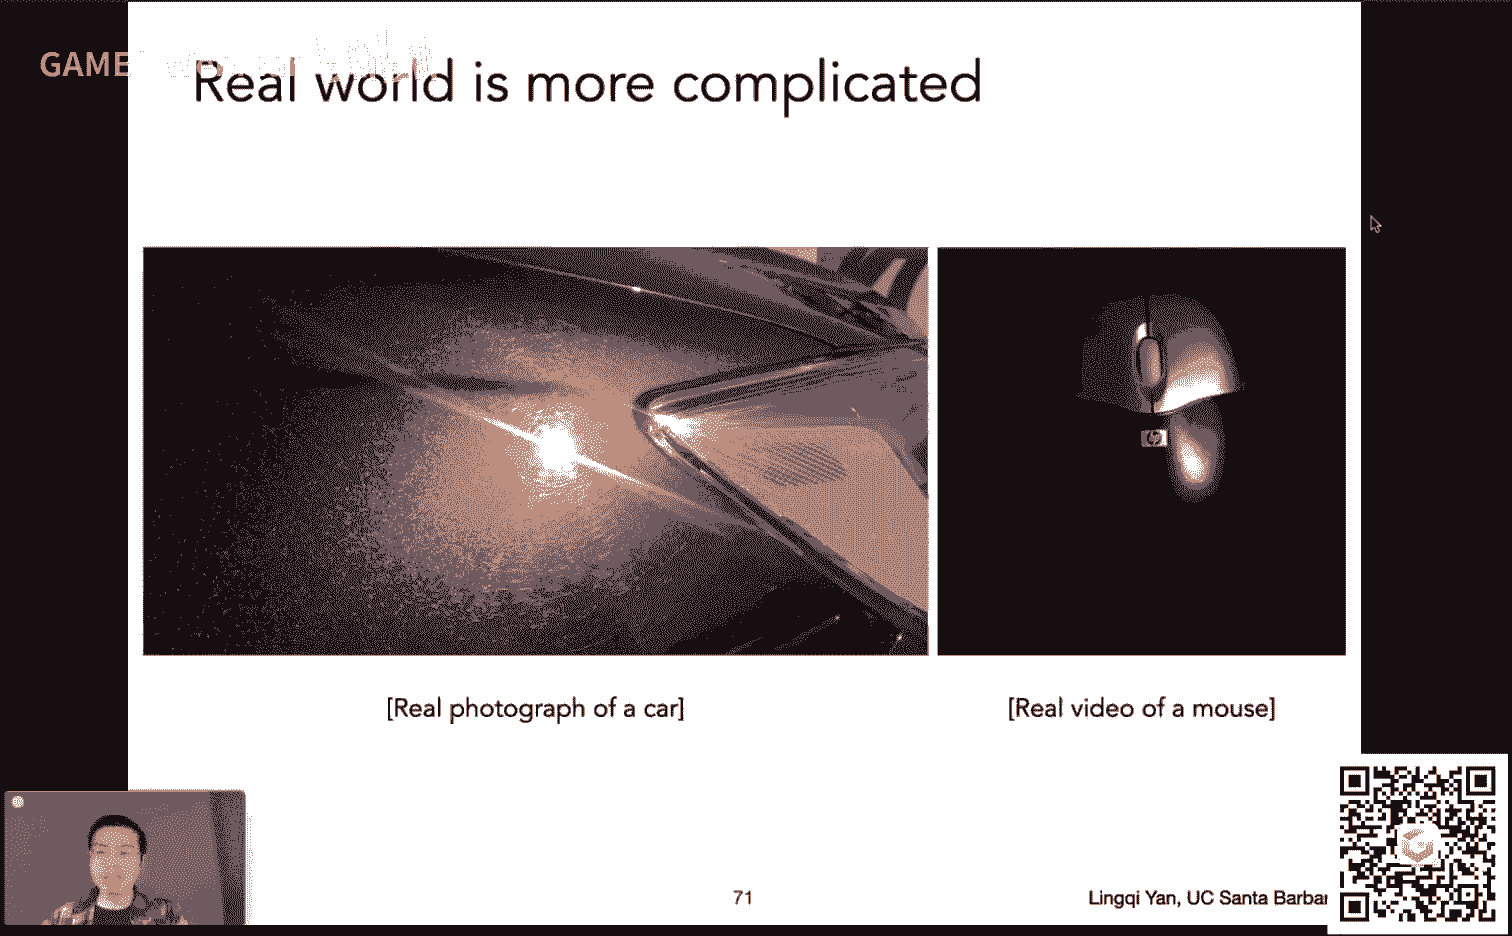 GAME
Real world is more complicated
hp
[Real photograph of a car]
[Real video of a mouse]
71
Lingqi Yan, UC Santa Barbar